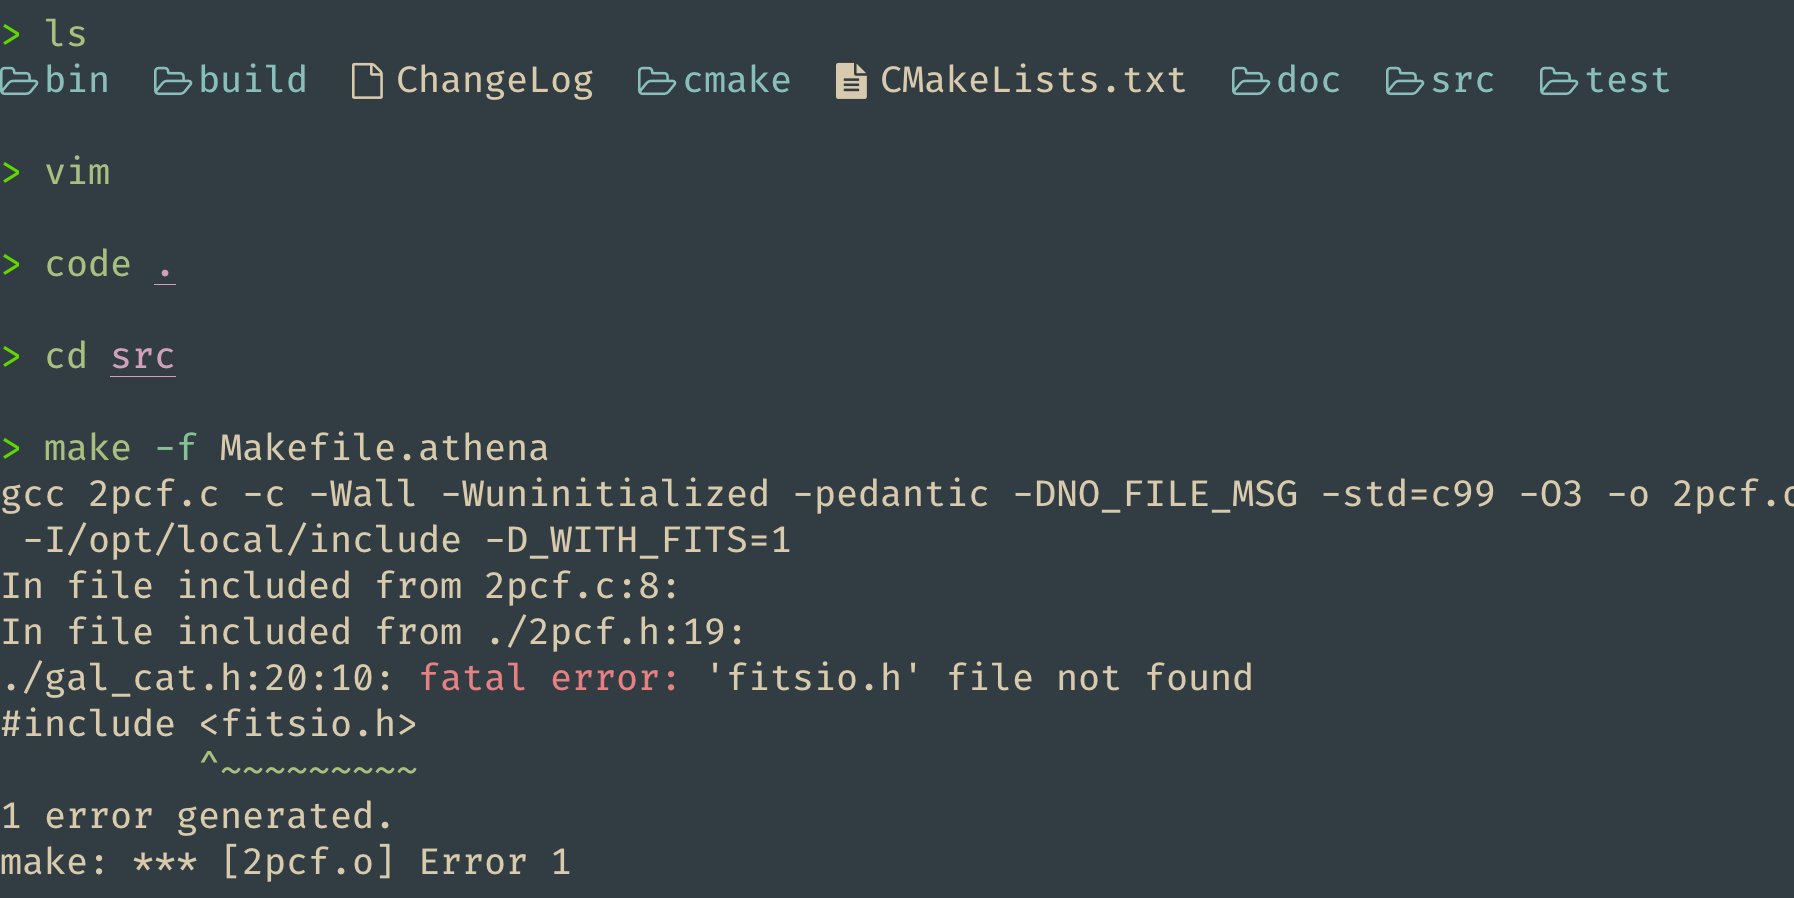 > ls
bin build ChangeLog cmake CMakeLists.txt doc src test
> vim
> code .
> cd src
> make -f Makefile.athena
gcc 2pcf.c -c -Wall -Wuninitialized -pedantic -DNO_FILE_MSG -std=c99 -O3 -o 2pcf.o
-I/opt/local/include -D_WITH_FITS=1
In file included from 2pcf.c:8:
In file included from ./2pcf.h:19:
./gal_cat.h:20:10: fatal error: 'fitsio.h' file not found
#include <fitsio.h>
^~~~~~~~~~
1 error generated.
make: *** [2pcf.o] Error 1